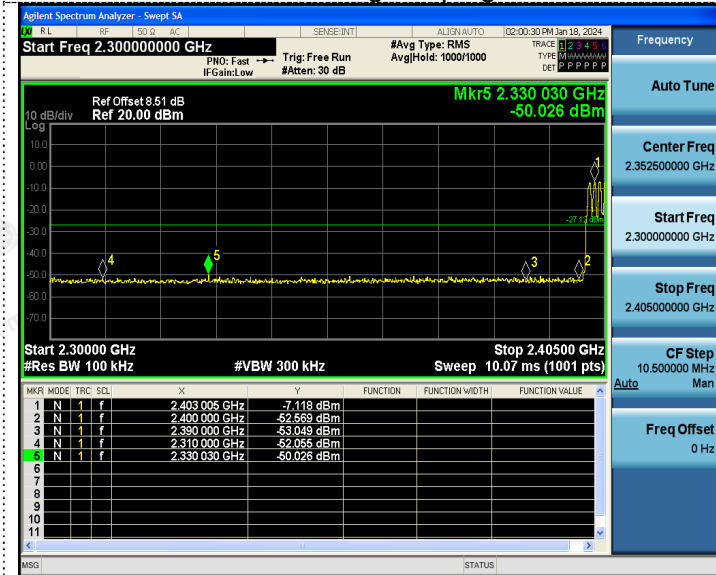 Agilent Spectrum Analyzer - Swept SA
LXI RL RF 50 Ω AC SENSE:INT ALIGN AUTO 02:00:30 PM Jan 18, 2024
Start Freq 2.300000000 GHz
PNO: Fast
IFGain:Low
Trig: Free Run
#Atten: 30 dB
#Avg Type: RMS
Avg|Hold: 1000/1000
TRACE 1 2 3 4 5 6
TYPE M
DET P P P P P P
Ref Offset 8.51 dB
10 dB/div Ref 20.00 dBm
Log
Mkr5 2.330 030 GHz
-50.026 dBm
10.0
0.00
-10.0
-20.0
-30.0
-40.0
-50.0
-60.0
-70.0
1
2
3
4
5
Start 2.30000 GHz Stop 2.40500 GHz
#Res BW 100 kHz #VBW 300 kHz Sweep 10.07 ms (1001 pts)
MKR MODE TRC SCL X Y FUNCTION FUNCTION WIDTH FUNCTION VALUE
1 N 1 f 2.403 005 GHz -7.118 dBm
2 N 1 f 2.400 000 GHz -52.569 dBm
3 N 1 f 2.390 000 GHz -53.049 dBm
4 N 1 f 2.310 000 GHz -52.055 dBm
5 N 1 f 2.330 030 GHz -50.026 dBm
6
7
8
9
10
11
MSG STATUS
Frequency
Auto Tune
Center Freq
2.352500000 GHz
Start Freq
2.300000000 GHz
Stop Freq
2.405000000 GHz
CF Step
10.500000 MHz
Auto Man
Freq Offset
0 Hz